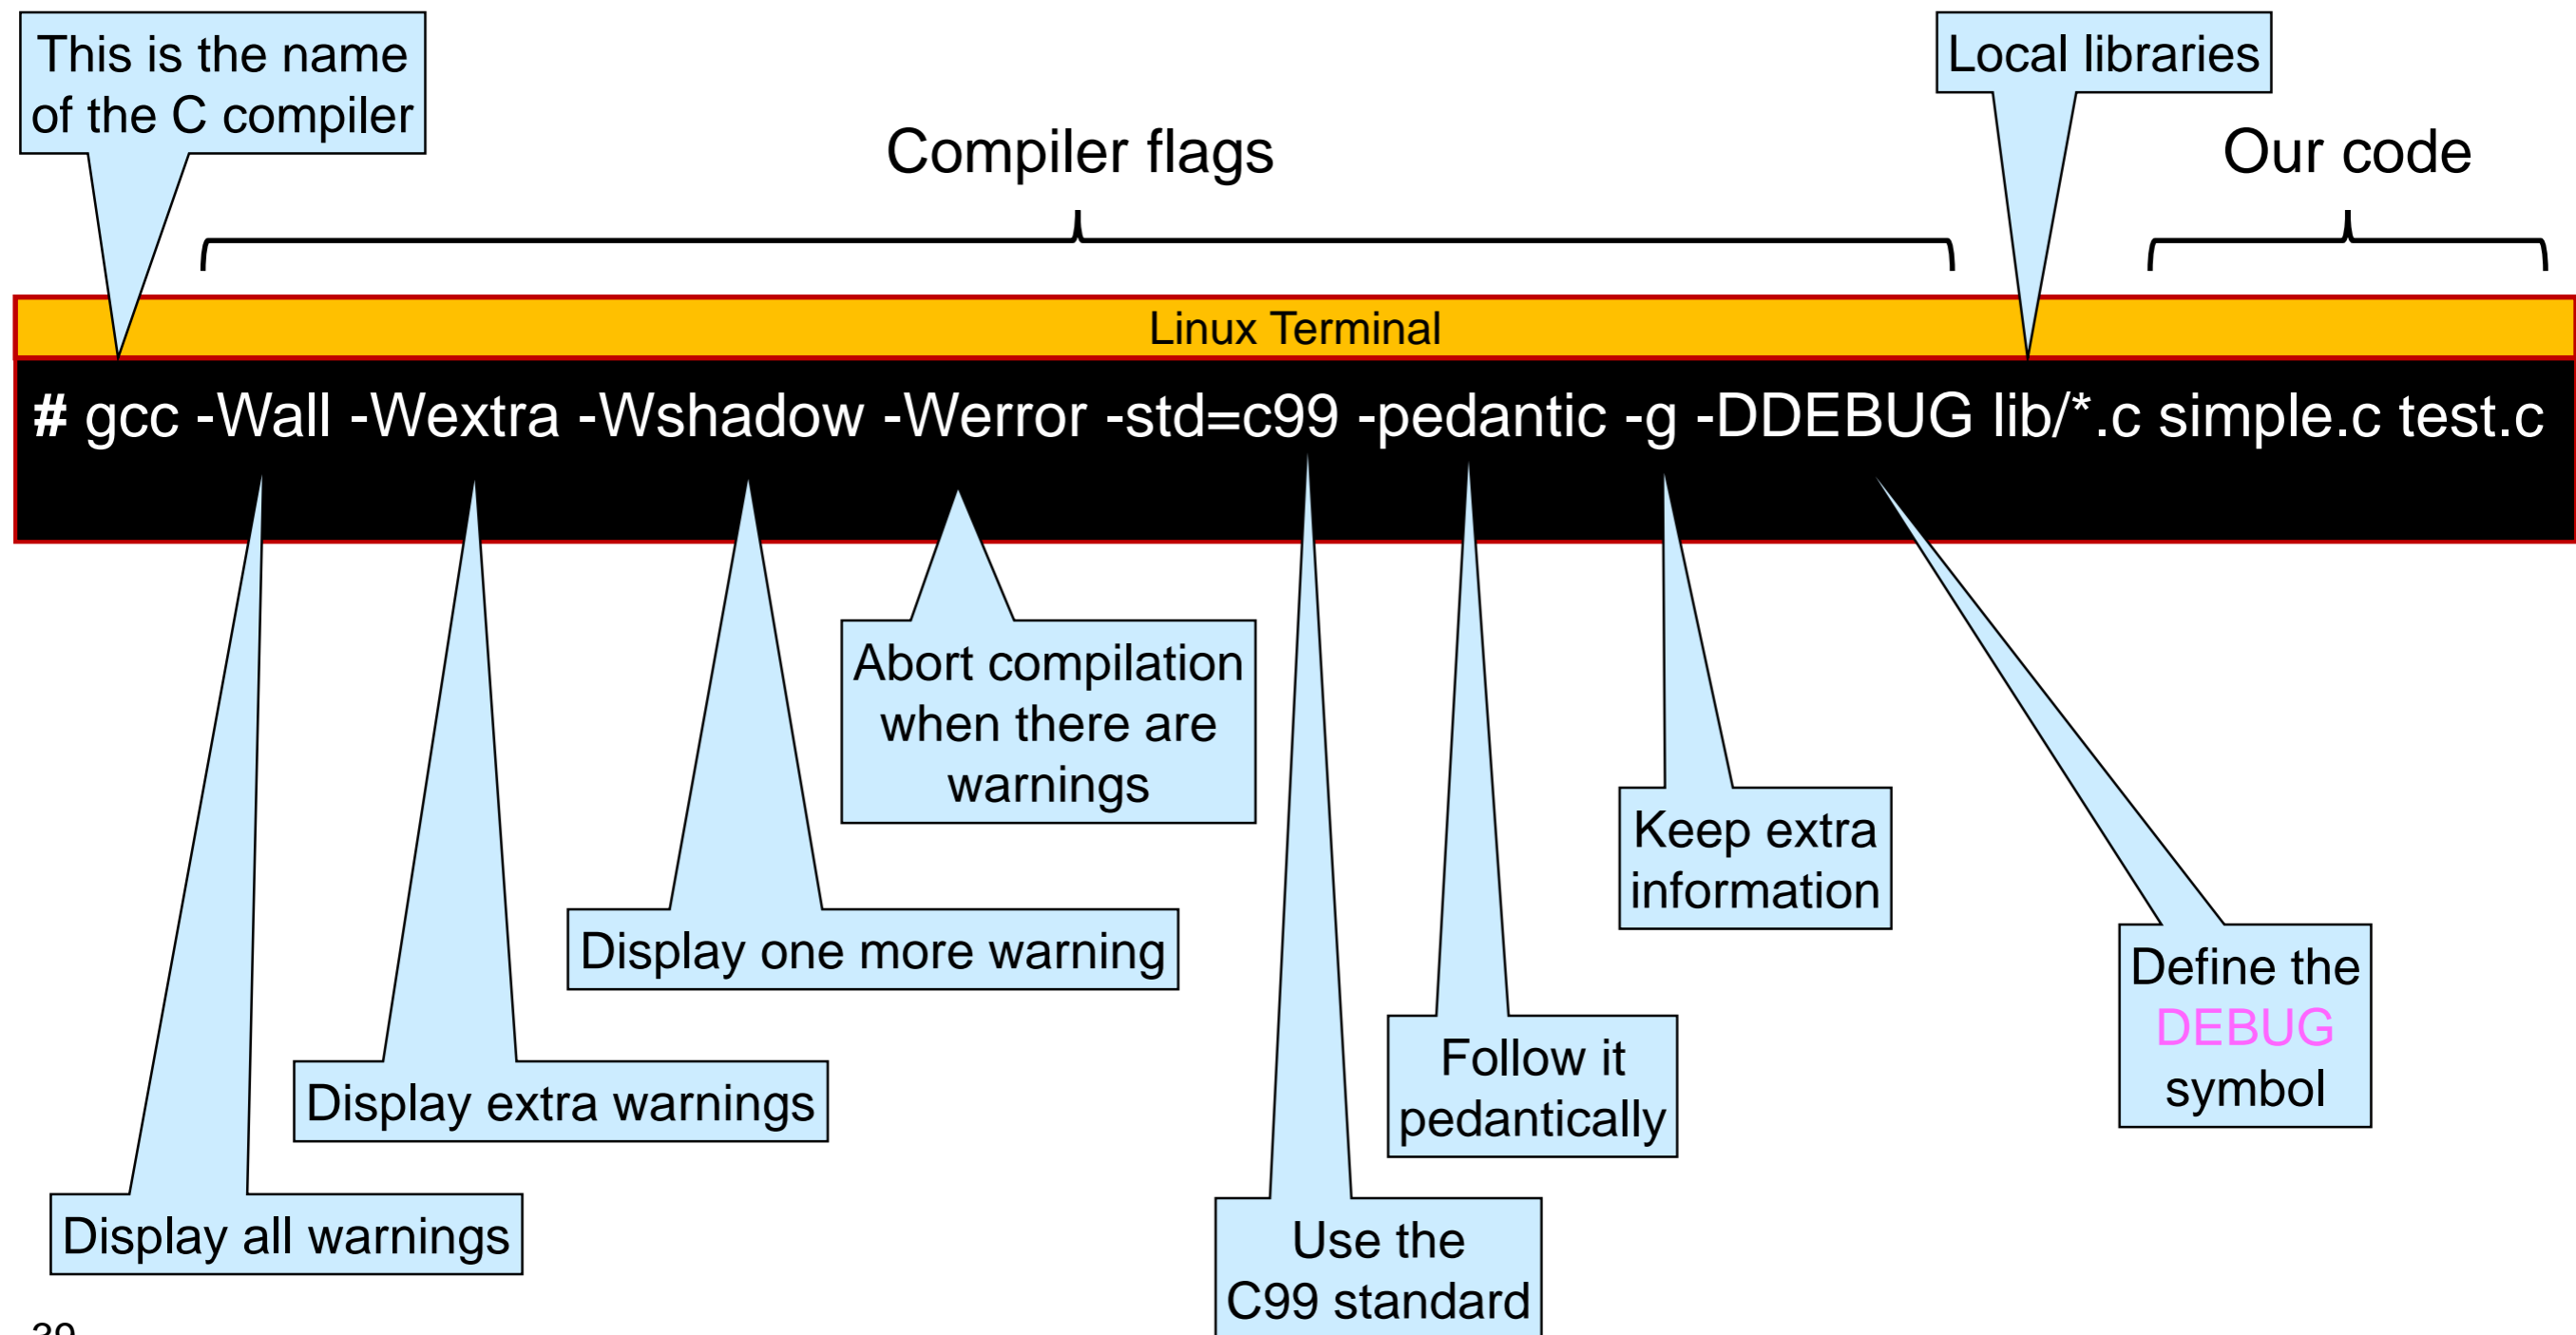 This is the name
of the C compiler
Local libraries
Compiler flags
Our code
Linux Terminal
# gcc -Wall -Wextra -Wshadow -Werror -std=c99 -pedantic -g -DDEBUG lib/*.c simple.c test.c
Abort compilation
when there are
warnings
Keep extra
information
Display one more warning
Define the
DEBUG
symbol
Follow it
pedantically
Display extra warnings
Display all warnings
Use the
C99 standard
39